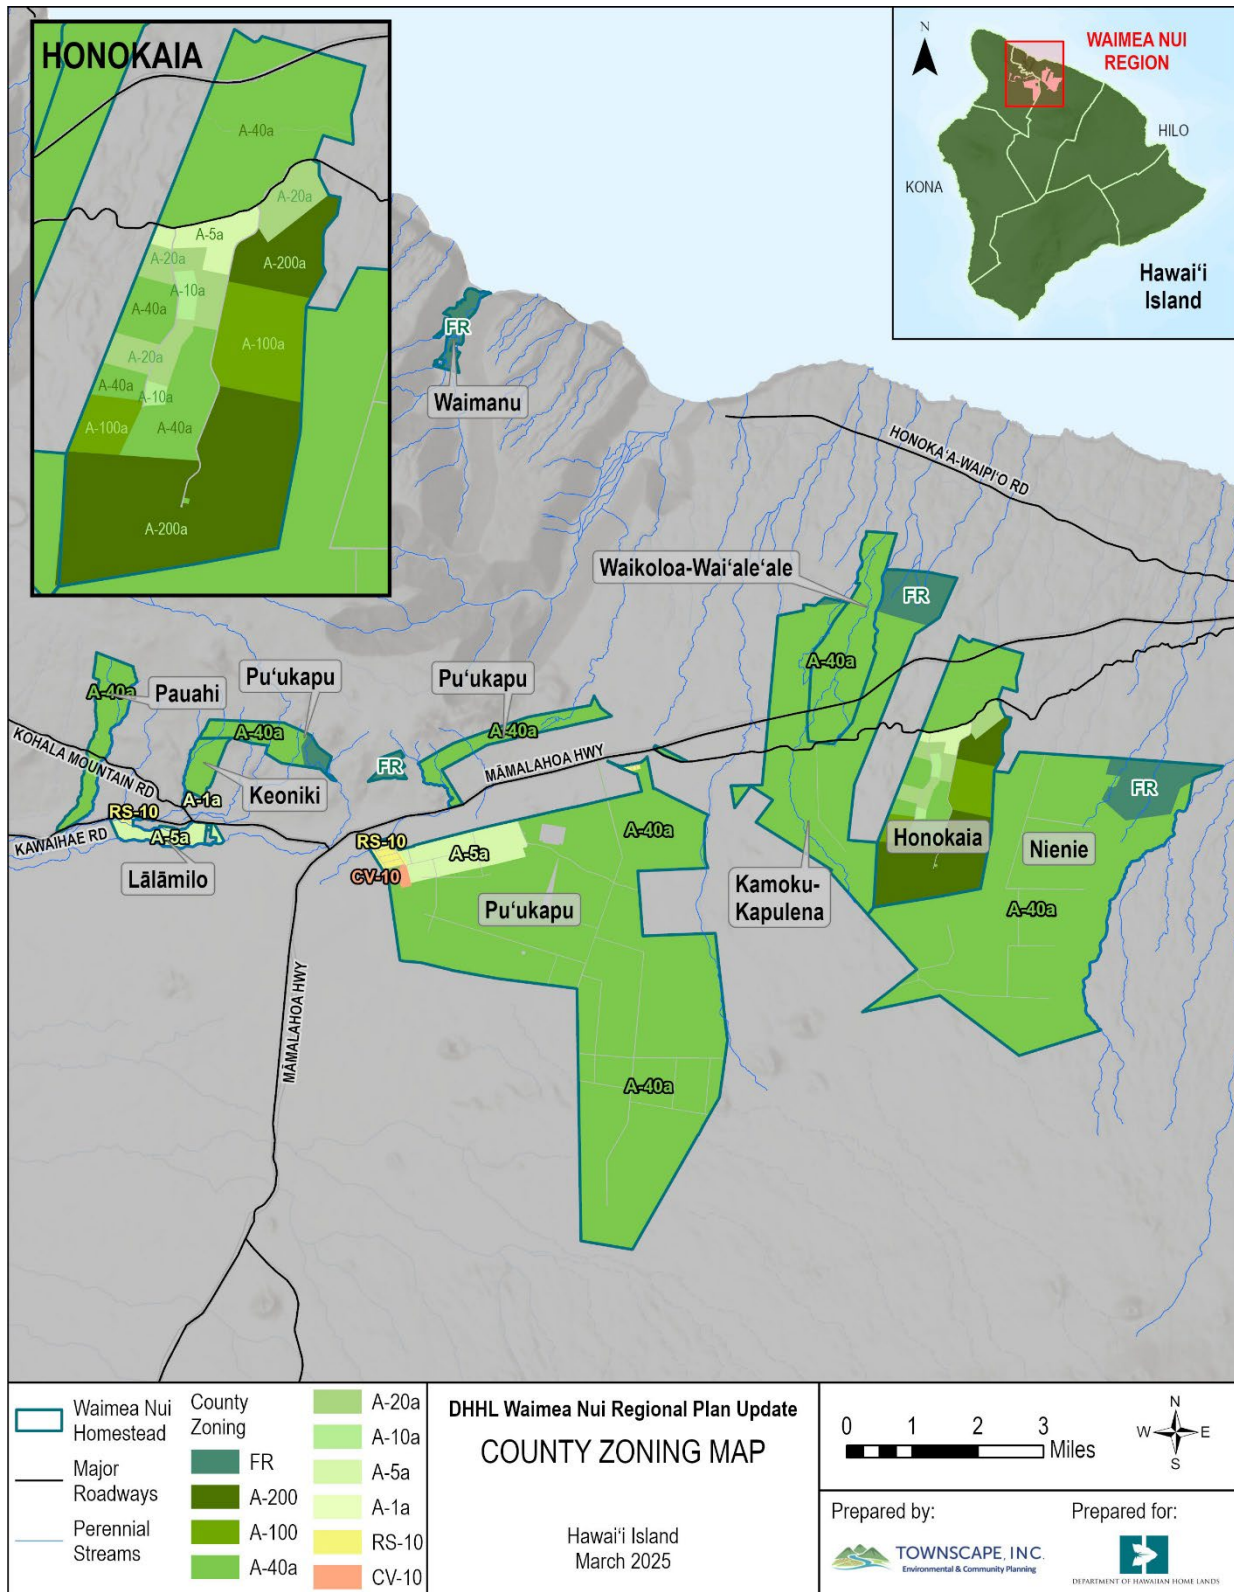 HONOKAIA
A-40a
A-20a
A-5a
A-20a
A-200a
A-10a
A-40a
A-100a
A-20a
A-40a
A-10a
A-100a
A-40a
A-200a
N
WAIMEA NUI
REGION
HILO
KONA
Hawaiʻi
Island
FR
Waimanu
HONOKAʻA-WAIPIʻO RD
Waikoloa-Waiʻaleʻale
FR
A-40a
Puʻukapu
Puʻukapu
A-40a
Pauahi
A-40a
A-40a
KOHALA MOUNTAIN RD
MĀMALAHOA HWY
FR
FR
Keoniki
A-1a
RS-10
KAWAIHAE RD
A-5a
Lālāmilo
RS-10
A-5a
A-40a
CV-10
Puʻukapu
Honokaia
Nienie
Kamoku-
Kapulena
A-40a
MĀMALAHOA HWY
A-40a
Waimea Nui
Homestead
Major
Roadways
Perennial
Streams
County
Zoning
FR
A-200
A-100
A-40a
A-20a
A-10a
A-5a
A-1a
RS-10
CV-10
DHHL Waimea Nui Regional Plan Update
COUNTY ZONING MAP
Hawaiʻi Island
March 2025
0 1 2 3
Miles
N
W E
S
Prepared by:
TOWNSCAPE, INC.
Environmental & Community Planning
Prepared for:
DEPARTMENT OF HAWAIIAN HOME LANDS